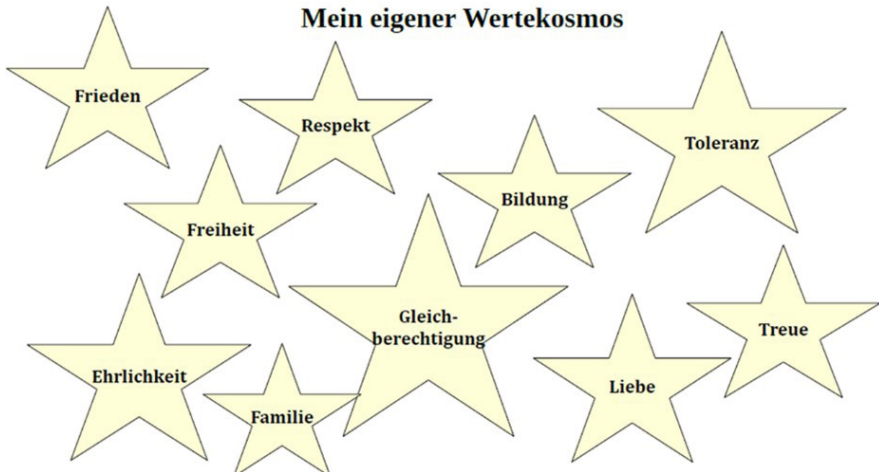 Mein eigener Wertekosmos
Frieden
Respekt
Toleranz
Bildung
Freiheit
Gleich-
berechtigung
Treue
Ehrlichkeit
Liebe
Familie